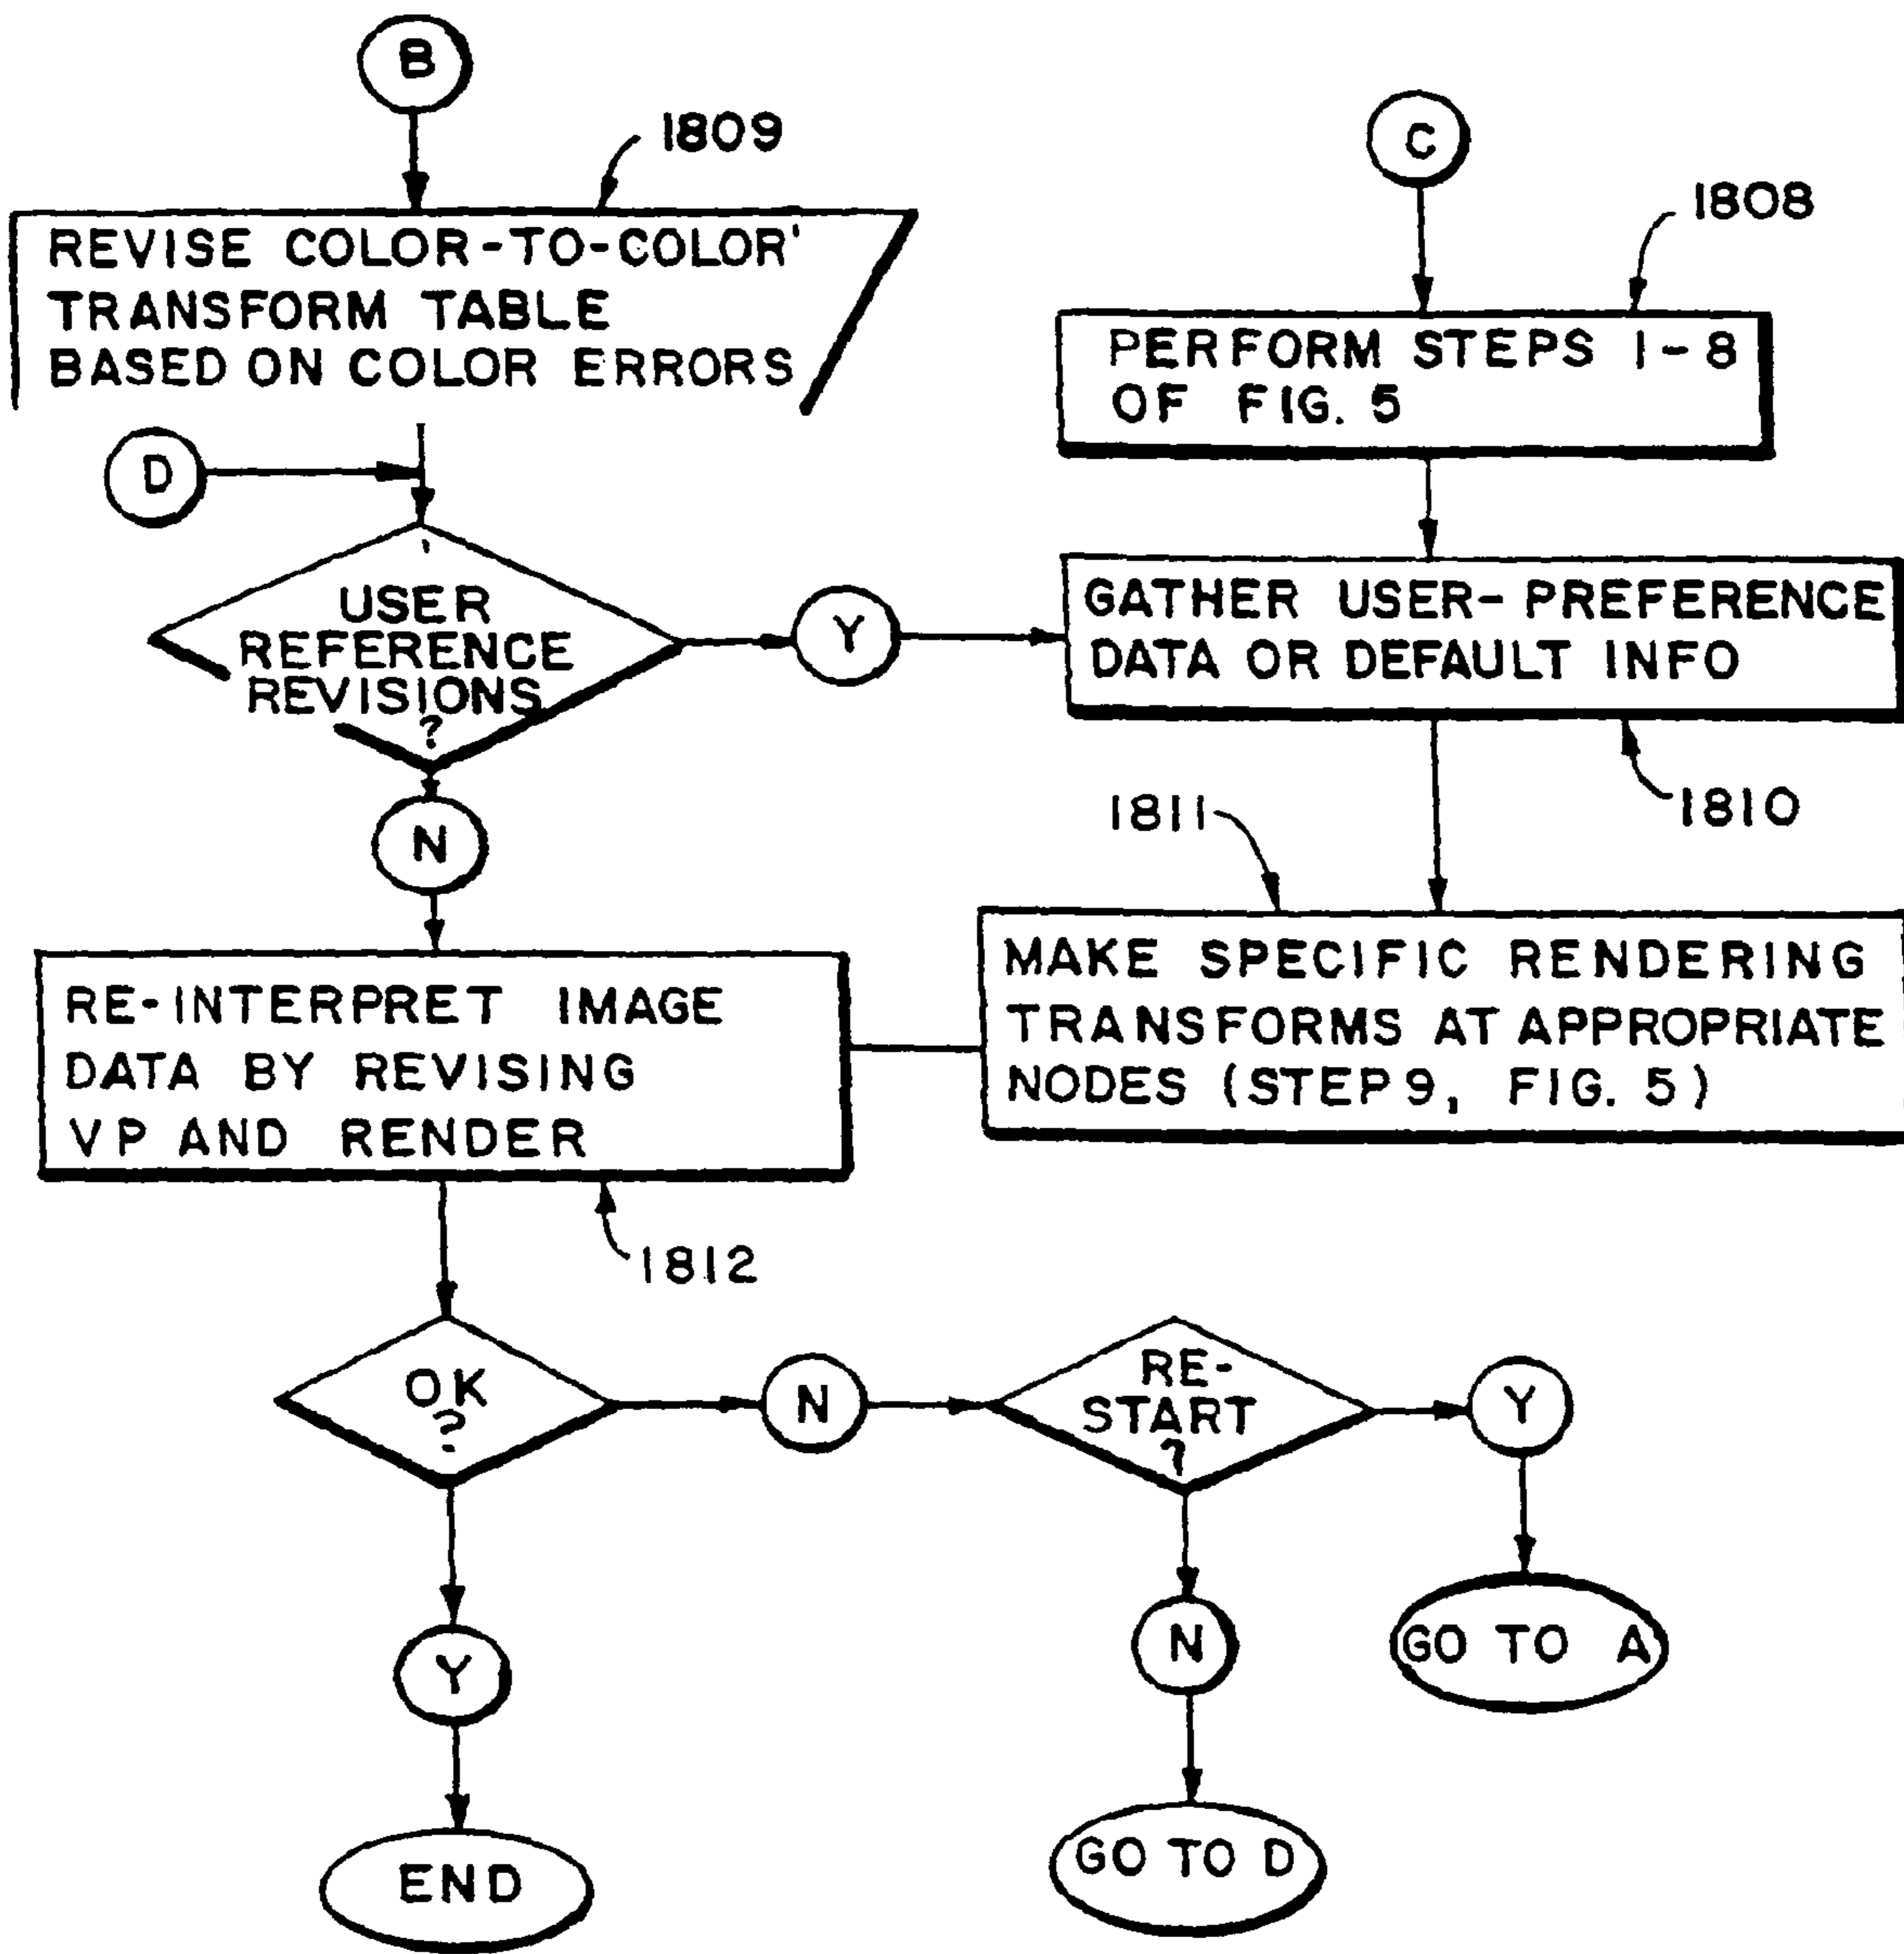 B
1809
REVISE COLOR-TO-COLOR'
TRANSFORM TABLE
BASED ON COLOR ERRORS
C
1808
PERFORM STEPS 1-8
OF FIG. 5
D
USER
REFERENCE
REVISIONS
?
Y
GATHER USER-PREFERENCE
DATA OR DEFAULT INFO
1810
N
1811
MAKE SPECIFIC RENDERING
TRANSFORMS AT APPROPRIATE
NODES (STEP 9, FIG. 5)
RE-INTERPRET IMAGE
DATA BY REVISING
VP AND RENDER
1812
OK
?
N
RE-
START
?
Y
Y
N
GO TO A
END
GO TO D